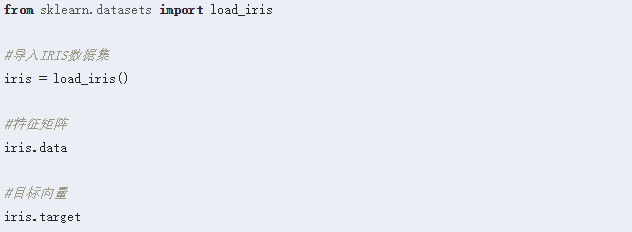 from sklearn.datasets import load_iris
#导入IRIS数据集
iris = load_iris()
#特征矩阵
iris.data
#目标向量
iris.target